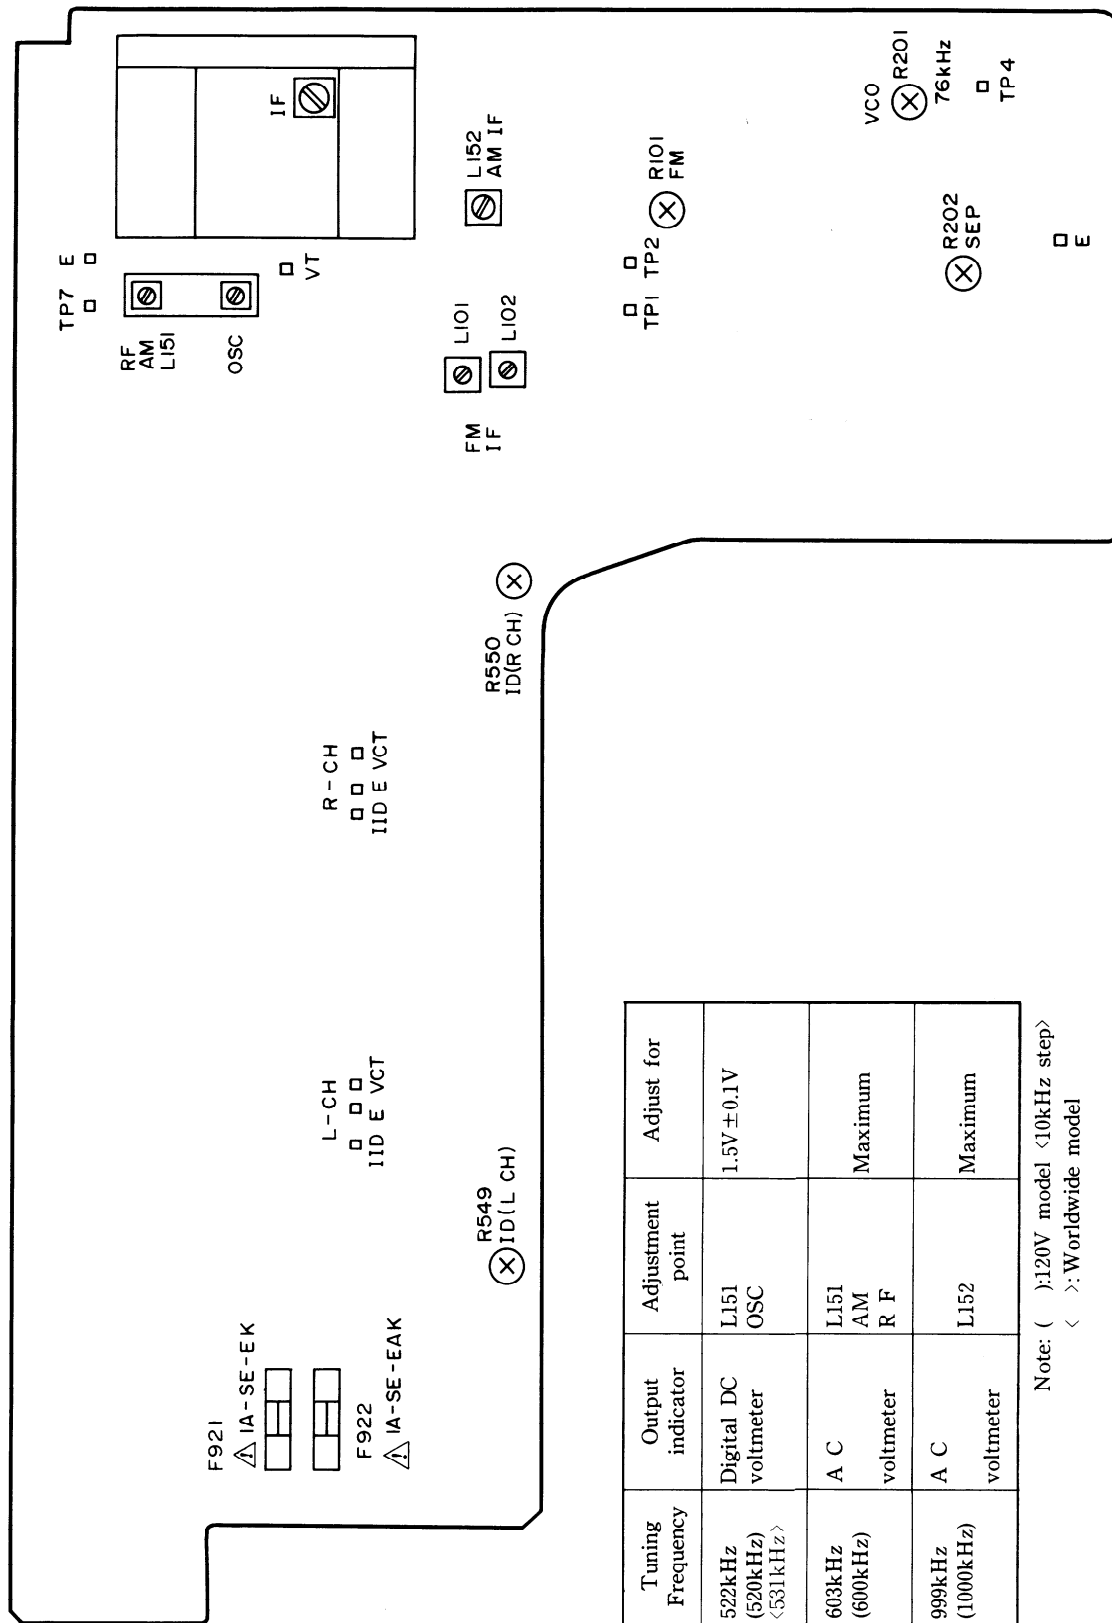 F921
⚠ 1A-SE-EK
F922
⚠ 1A-SE-EAK
R549
ID(L CH)
L-CH
IID E VCT
R-CH
IID E VCT
R550
ID(R CH)
TP7 E
RF
AM
L151
OSC
VT
IF
FM
IF
L101
L102
L152
AM IF
TP1 TP2
R101
FM
VCO
R201
76kHz
TP4
R202
SEP
E
Tuning Frequency
Output indicator
Adjustment point
Adjust for
522kHz
(520kHz)
<531kHz>
Digital DC
voltmeter
L151
OSC
1.5V±0.1V
603kHz
(600kHz)
A C
voltmeter
L151
AM
R F
Maximum
999kHz
(1000kHz)
A C
voltmeter
L152
Maximum
Note: (    ):120V model <10kHz step>
<    >: Worldwide model